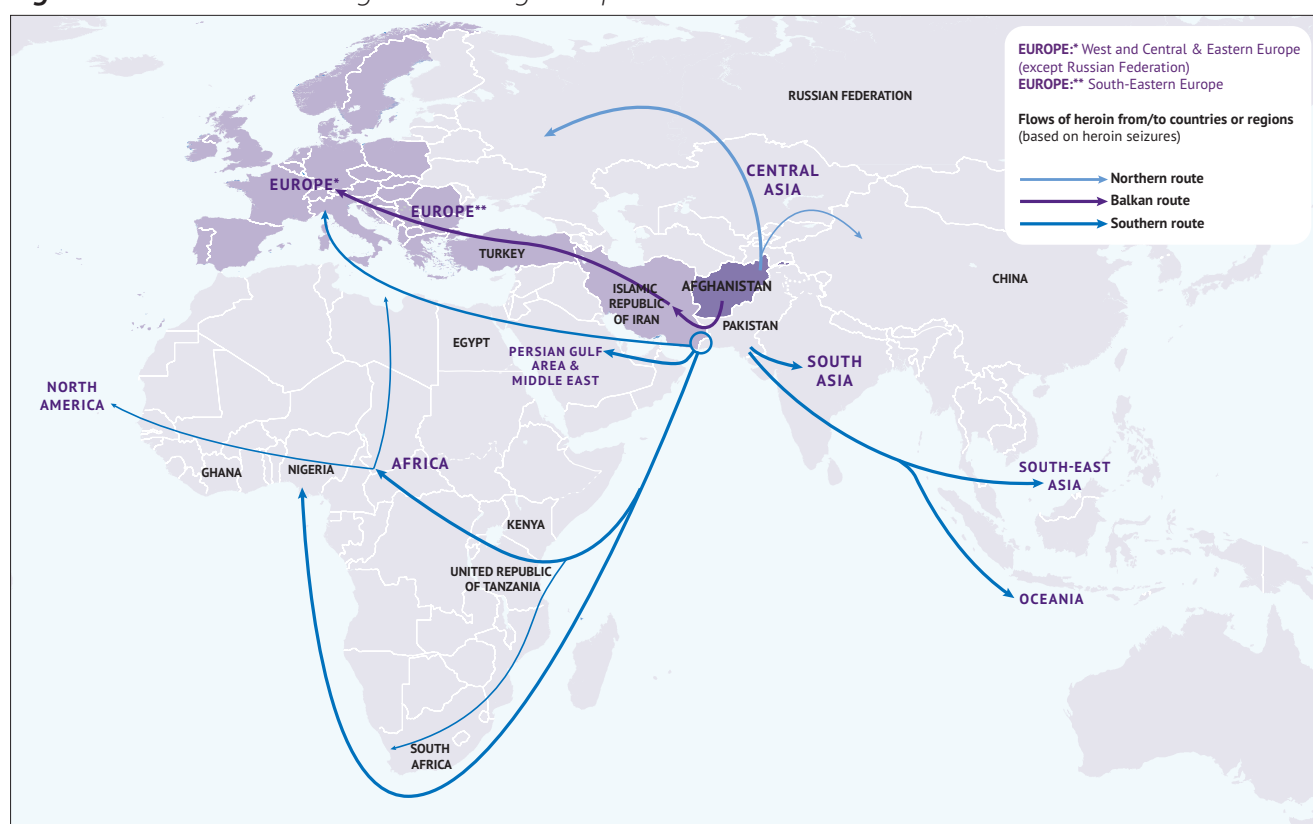 EUROPE:* West and Central & Eastern Europe
(except Russian Federation)
EUROPE:** South-Eastern Europe
Flows of heroin from/to countries or regions
(based on heroin seizures)
Northern route
Balkan route
Southern route
RUSSIAN FEDERATION
CENTRAL
ASIA
EUROPE*
EUROPE**
TURKEY
CHINA
ISLAMIC
REPUBLIC
OF IRAN
AFGHANISTAN
PAKISTAN
EGYPT
PERSIAN GULF
AREA &
MIDDLE EAST
SOUTH
ASIA
NORTH
AMERICA
GHANA
NIGERIA
AFRICA
SOUTH-EAST
ASIA
KENYA
UNITED REPUBLIC
OF TANZANIA
OCEANIA
SOUTH
AFRICA